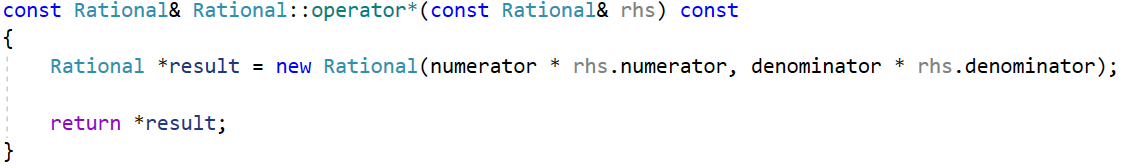 const Rational& Rational::operator*(const Rational& rhs) const
{
    Rational *result = new Rational(numerator * rhs.numerator, denominator * rhs.denominator);
    return *result;
}